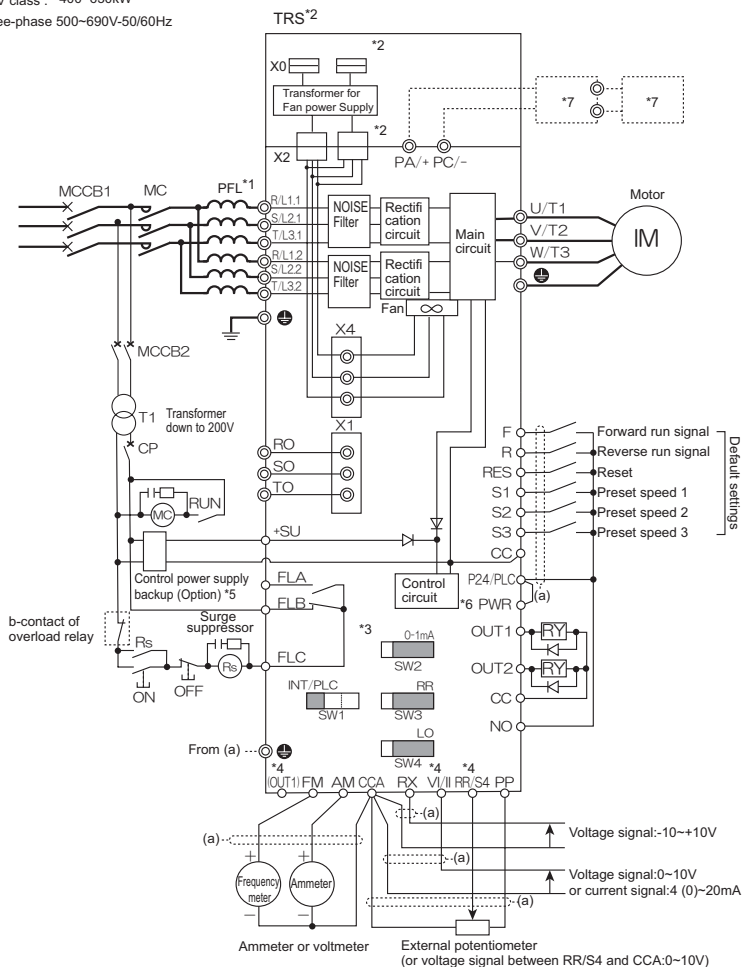 V class : 400~630kW
ee-phase 500~690V-50/60Hz
TRS*2
*2
X0
Transformer for
Fan power Supply
*2
X2
PA/+ PC/-
*7
*7
MCCB1
MC
PFL*1
R/L1,1
S/L2,1
T/L3,1
R/L1,2
S/L2,2
T/L3,2
NOISE
Filter
Rectifi
cation
circuit
NOISE
Filter
Rectifi
cation
circuit
Main
circuit
Fan
U/T1
V/T2
W/T3
Motor
IM
X4
MCCB2
T1
Transformer
down to 200V
CP
X1
RO
SO
TO
MC
RUN
+SU
Control power supply
backup (Option) *5
FLA
FLB
FLC
b-contact of
overload relay
Rs
Surge
suppressor
Rs
ON
OFF
Control
circuit
F
R
RES
S1
S2
S3
CC
P24/PLC
*6 PWR
(a)
OUT1
RY
OUT2
RY
CC
NO
Forward run signal
Reverse run signal
Reset
Preset speed 1
Preset speed 2
Preset speed 3
Default settings
*3
0-1mA
SW2
INT/PLC
SW1
RR
SW3
LO
SW4
From (a)
*4
(OUT1) FM AM CCA RX VI/II RR/S4 PP
*4
*4
(a)
(a)
(a)
(a)
+
+
Frequency
meter
Ammeter
−
−
Ammeter or voltmeter
Voltage signal:-10~+10V
Voltage signal:0~10V
or current signal:4 (0)~20mA
External potentiometer
(or voltage signal between RR/S4 and CCA:0~10V)